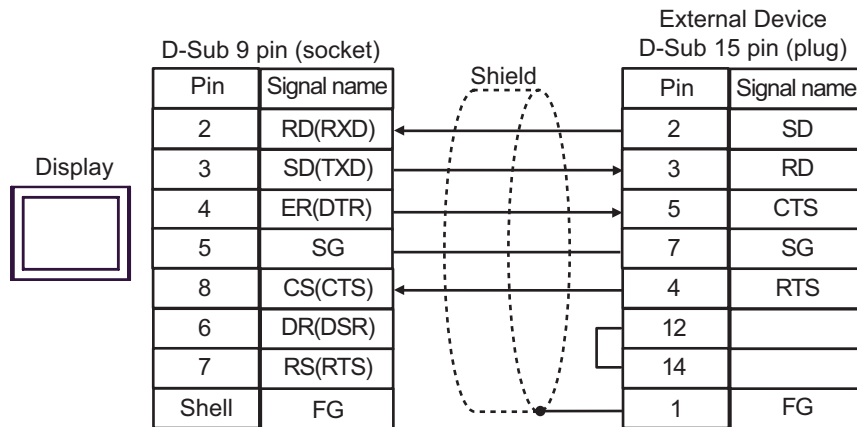 External Device
D-Sub 9 pin (socket)
D-Sub 15 pin (plug)
Shield
Pin Signal name
Pin Signal name
2 RD(RXD) 2 SD
Display
3 SD(TXD) 3 RD
4 ER(DTR) 5 CTS
5 SG 7 SG
8 CS(CTS) 4 RTS
6 DR(DSR) 12
7 RS(RTS) 14
Shell FG 1 FG